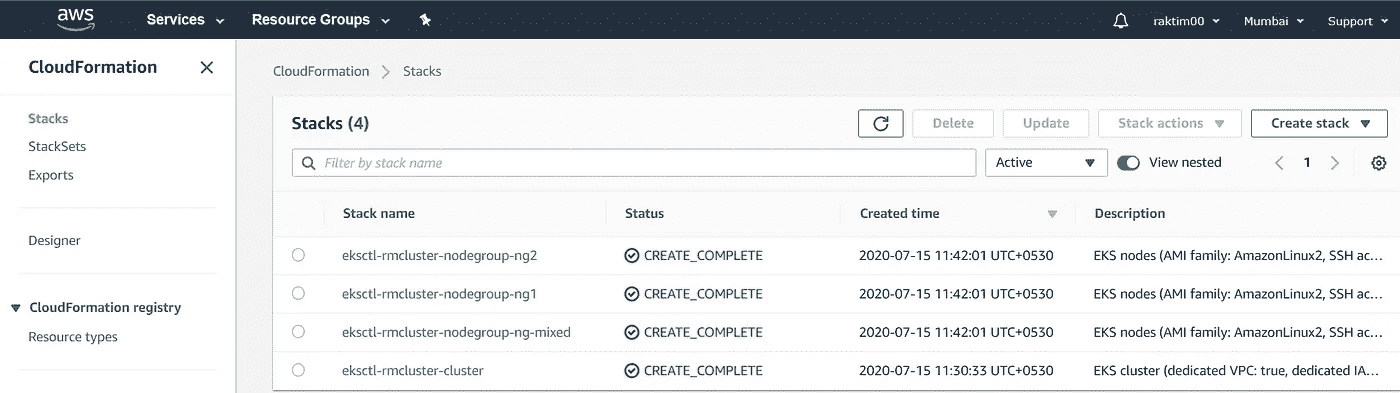 aws Services Resource Groups raktim00 Mumbai Support
CloudFormation
Stacks
StackSets
Exports
Designer
CloudFormation registry
Resource types
CloudFormation Stacks
Stacks (4) Delete Update Stack actions Create stack
Filter by stack name Active View nested 1
Stack name Status Created time Description
eksctl-rmcluster-nodegroup-ng2 CREATE_COMPLETE 2020-07-15 11:42:01 UTC+0530 EKS nodes (AMI family: AmazonLinux2, SSH ac...
eksctl-rmcluster-nodegroup-ng1 CREATE_COMPLETE 2020-07-15 11:42:01 UTC+0530 EKS nodes (AMI family: AmazonLinux2, SSH ac...
eksctl-rmcluster-nodegroup-ng-mixed CREATE_COMPLETE 2020-07-15 11:42:01 UTC+0530 EKS nodes (AMI family: AmazonLinux2, SSH ac...
eksctl-rmcluster-cluster CREATE_COMPLETE 2020-07-15 11:30:33 UTC+0530 EKS cluster (dedicated VPC: true, dedicated IA...